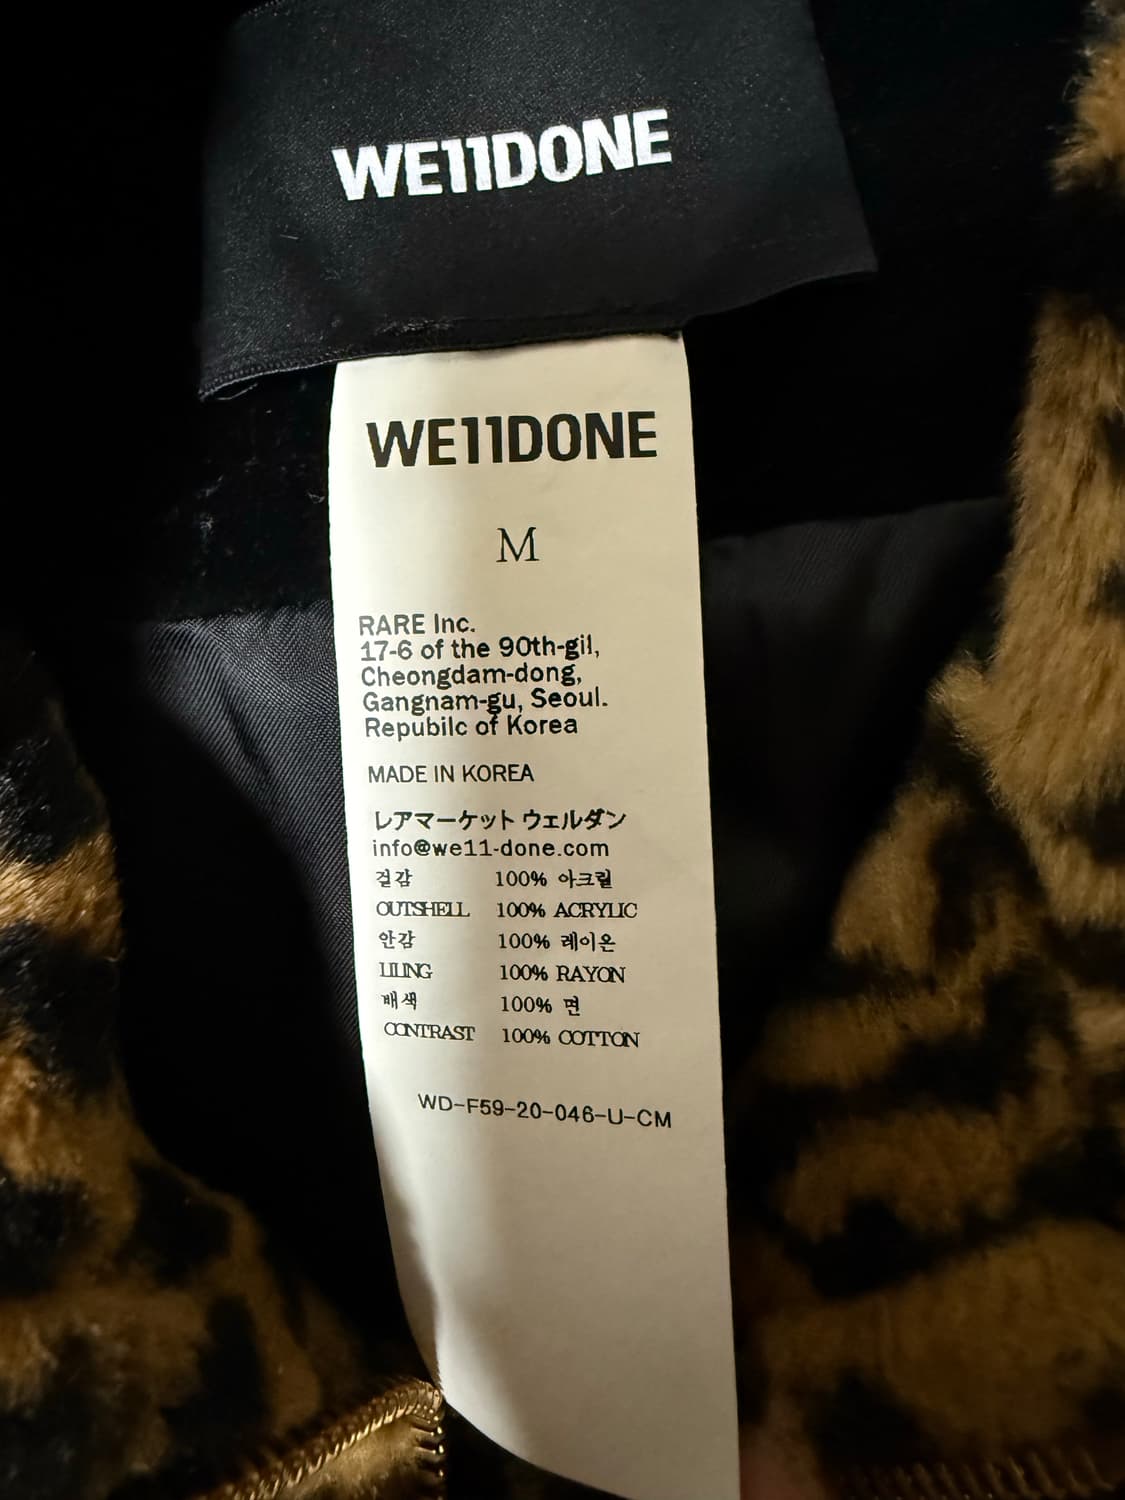 WE11DONE
WE11DONE
M
RARE Inc.
17-6 of the 90th-gil,
Cheongdam-dong,
Gangnam-gu, Seoul.
Repubilc of Korea
MADE IN KOREA
レアマーケット ウェルダン
info@we11-done.com
겉감 100% 아크릴
OUTSHELL 100% ACRYLIC
안감 100% 레이온
LILING 100% RAYON
배색 100% 면
CONTRAST 100% COTTON
WD-F59-20-046-U-CM